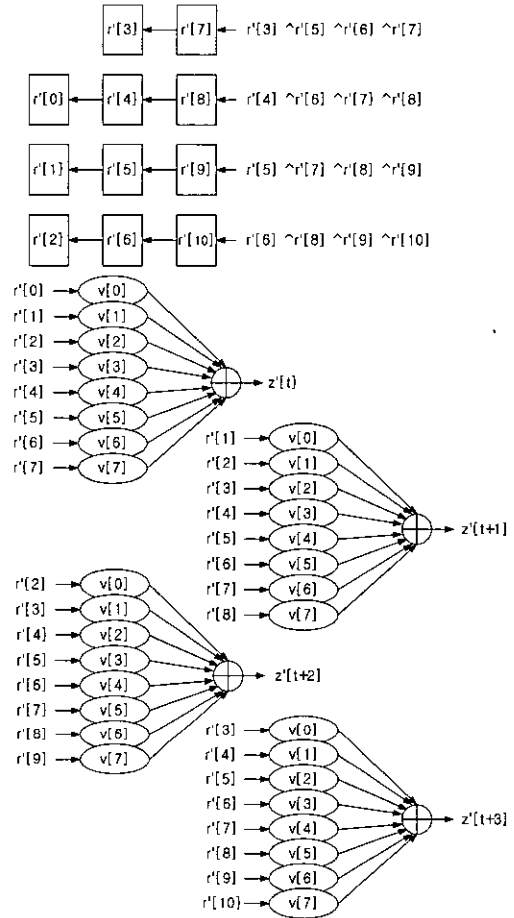 r'[3] r'[7] r'[3] ^r'[5] ^r'[6] ^r'[7]
r'[0] r'[4] r'[8] r'[4] ^r'[6] ^r'[7] ^r'[8]
r'[1] r'[5] r'[9] r'[5] ^r'[7] ^r'[8] ^r'[9]
r'[2] r'[6] r'[10] r'[6] ^r'[8] ^r'[9] ^r'[10]
r'[0] v[0]
r'[1] v[1]
r'[2] v[2]
r'[3] v[3]
z'[t]
r'[4] v[4]
r'[5] v[5]
r'[6] v[6]
r'[7] v[7]
r'[1] v[0]
r'[2] v[1]
r'[3] v[2]
r'[4] v[3]
z'[t+1]
r'[5] v[4]
r'[6] v[5]
r'[7] v[6]
r'[8] v[7]
r'[2] v[0]
r'[3] v[1]
r'[4] v[2]
r'[5] v[3]
z'[t+2]
r'[6] v[4]
r'[7] v[5]
r'[8] v[6]
r'[9] v[7]
r'[3] v[0]
r'[4] v[1]
r'[5] v[2]
r'[6] v[3]
z'[t+3]
r'[7] v[4]
r'[8] v[5]
r'[9] v[6]
r'[10] v[7]